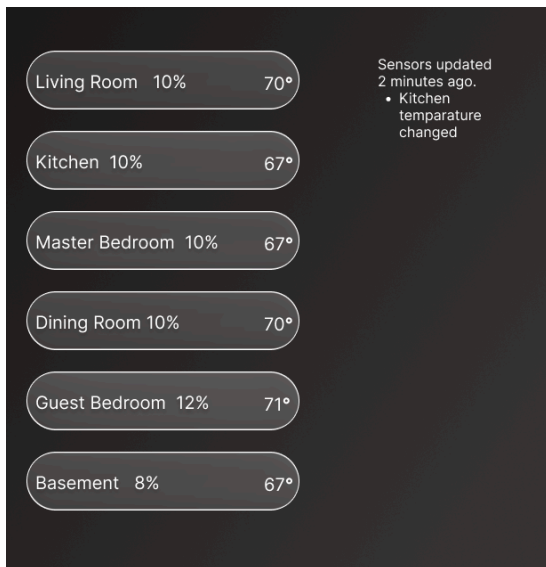 Living Room 10% 70°
Kitchen 10% 67°
Master Bedroom 10% 67°
Dining Room 10% 70°
Guest Bedroom 12% 71°
Basement 8% 67°
Sensors updated
2 minutes ago.
• Kitchen
temparature
changed